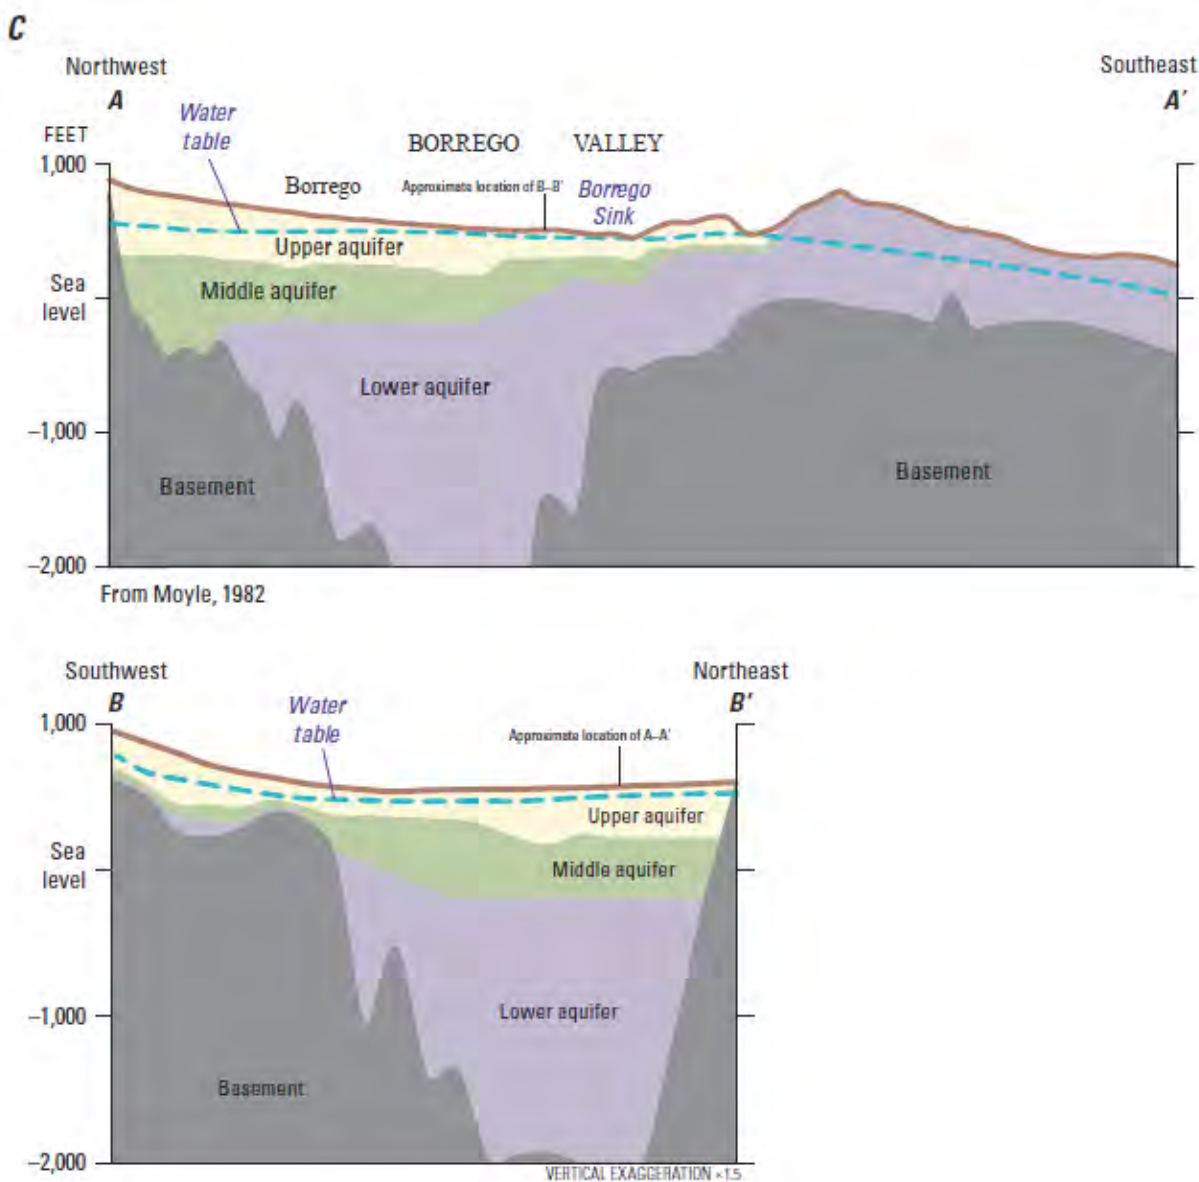 C
Northwest
Southeast
A
A'
Water
table
FEET
BORREGO VALLEY
1,000
Borrego
Approximate location of B–B'
Borrego
Sink
Upper aquifer
Sea
level
Middle aquifer
Lower aquifer
–1,000
Basement
Basement
–2,000
From Moyle, 1982
Southwest
Northeast
B
B'
Water
table
1,000
Approximate location of A–A'
Upper aquifer
Sea
level
Middle aquifer
–1,000
Lower aquifer
Basement
–2,000
VERTICAL EXAGGERATION ×1.5